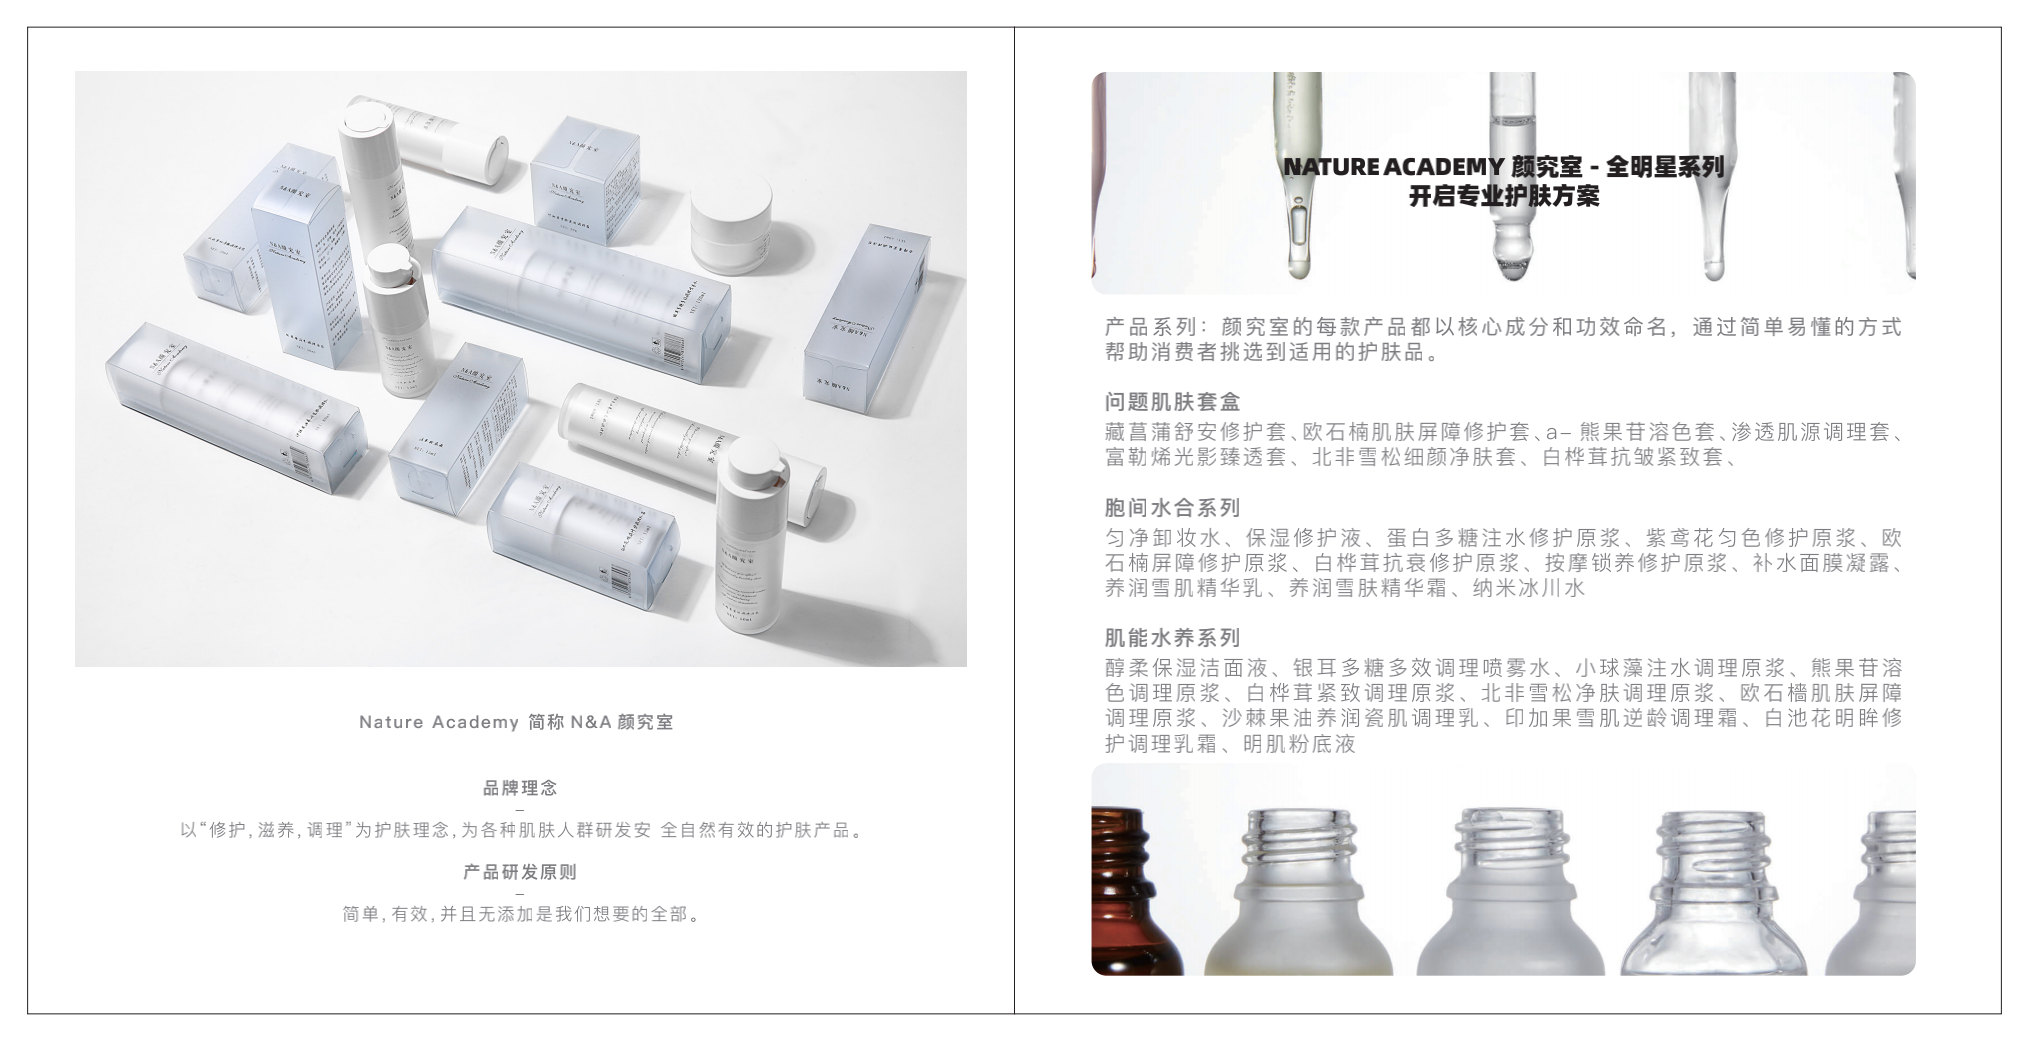 Nature Academy 简称 N&A 颜究室
品牌理念
–
以“修护,滋养,调理”为护肤理念,为各种肌肤人群研发安 全自然有效的护肤产品。
产品研发原则
–
简单,有效,并且无添加是我们想要的全部。
NATURE ACADEMY 颜究室 - 全明星系列
开启专业护肤方案
产品系列：颜究室的每款产品都以核心成分和功效命名，通过简单易懂的方式
帮助消费者挑选到适用的护肤品。
问题肌肤套盒
藏菖蒲舒安修护套、欧石楠肌肤屏障修护套、a– 熊果苷溶色套、渗透肌源调理套、
富勒烯光影臻透套、北非雪松细颜净肤套、白桦茸抗皱紧致套、
胞间水合系列
匀净卸妆水、保湿修护液、蛋白多糖注水修护原浆、紫鸢花匀色修护原浆、欧
石楠屏障修护原浆、白桦茸抗衰修护原浆、按摩锁养修护原浆、补水面膜凝露、
养润雪肌精华乳、养润雪肤精华霜、纳米冰川水
肌能水养系列
醇柔保湿洁面液、银耳多糖多效调理喷雾水、小球藻注水调理原浆、熊果苷溶
色调理原浆、白桦茸紧致调理原浆、北非雪松净肤调理原浆、欧石楠肌肤屏障
调理原浆、沙棘果油养润瓷肌调理乳、印加果雪肌逆龄调理霜、白池花明眸修
护调理乳霜、明肌粉底液